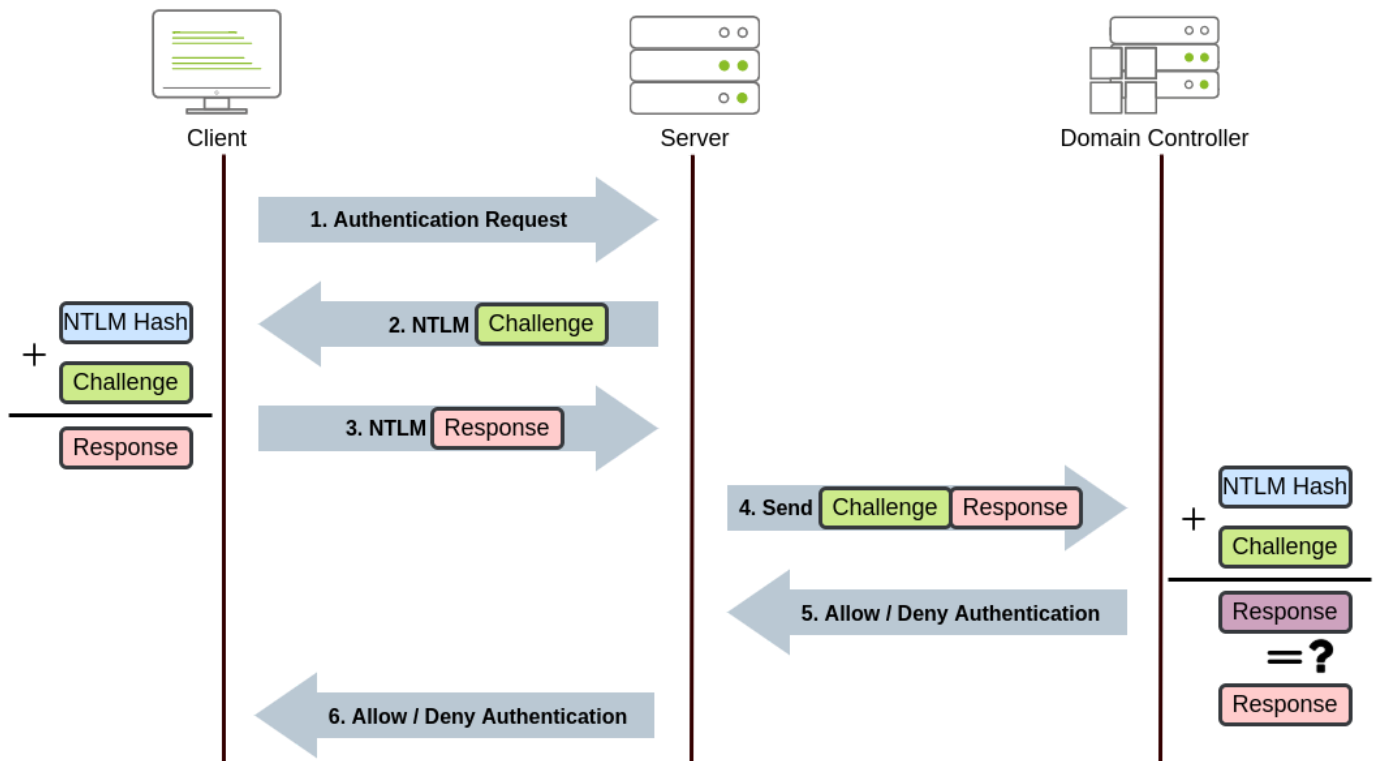 Client
Server
Domain Controller
1. Authentication Request
2. NTLM Challenge
NTLM Hash
+
Challenge
Response
3. NTLM Response
4. Send Challenge Response
NTLM Hash
+
Challenge
Response
=?
Response
5. Allow / Deny Authentication
6. Allow / Deny Authentication